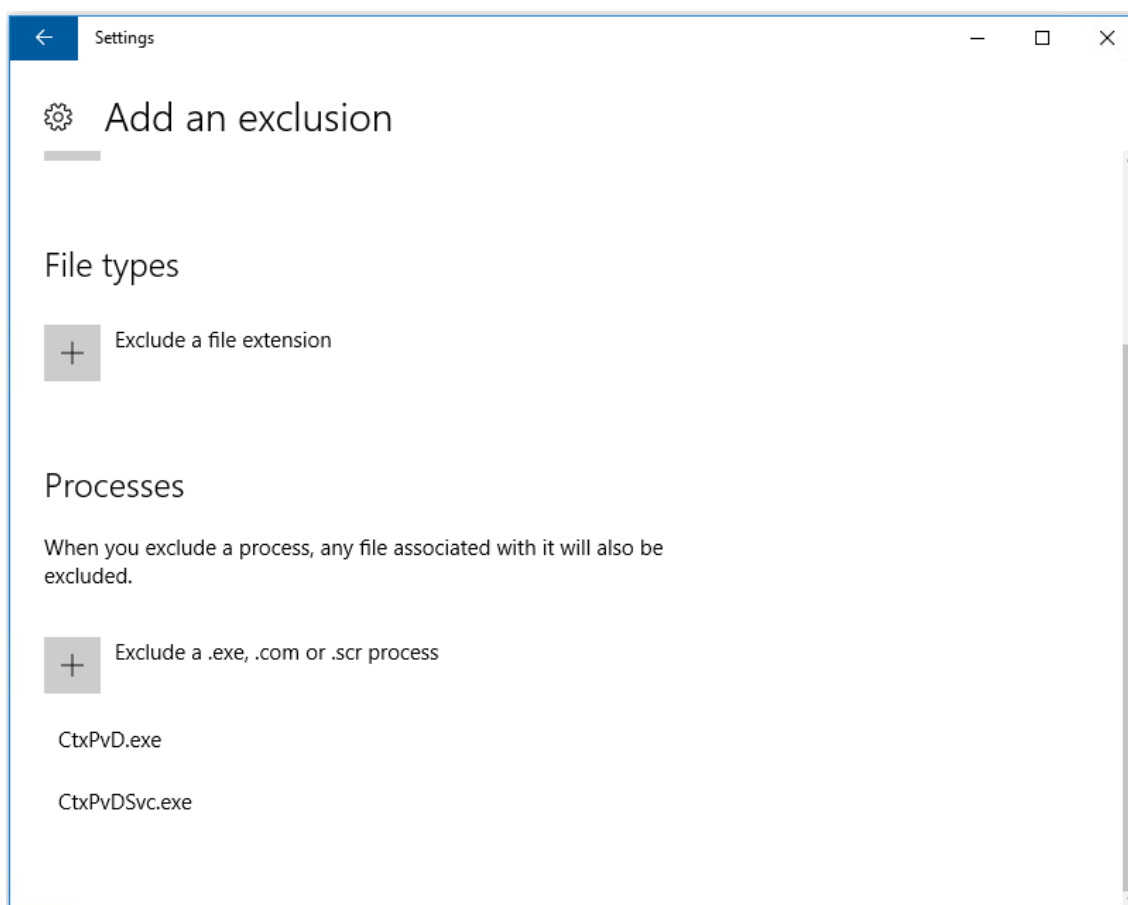 Settings
Add an exclusion
File types
Exclude a file extension
Processes
When you exclude a process, any file associated with it will also be
excluded.
Exclude a .exe, .com or .scr process
CtxPvD.exe
CtxPvDSvc.exe